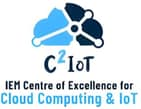 C²IoT
IEM Centre of Excellence for
Cloud Computing & IoT